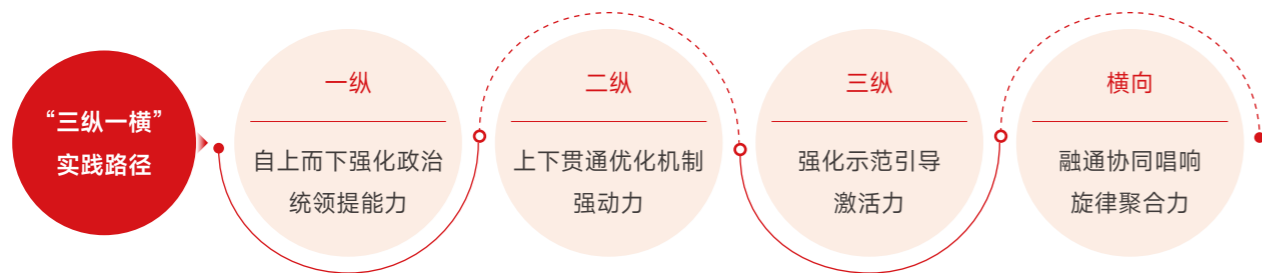 “三纵一横”
实践路径
一纵
自上而下强化政治
统领提能力
二纵
上下贯通优化机制
强动力
三纵
强化示范引导
激活力
横向
融通协同唱响
旋律聚合力